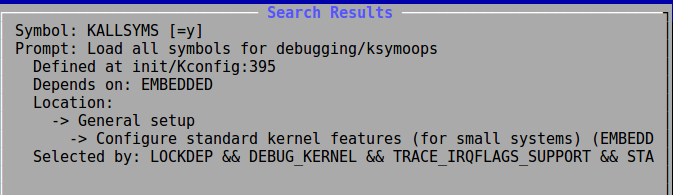 Search Results
Symbol: KALLSYMS [=y]
Prompt: Load all symbols for debugging/ksymoops
Defined at init/Kconfig:395
Depends on: EMBEDDED
Location:
-> General setup
-> Configure standard kernel features (for small systems) (EMBEDD
Selected by: LOCKDEP && DEBUG_KERNEL && TRACE_IRQFLAGS_SUPPORT && STA